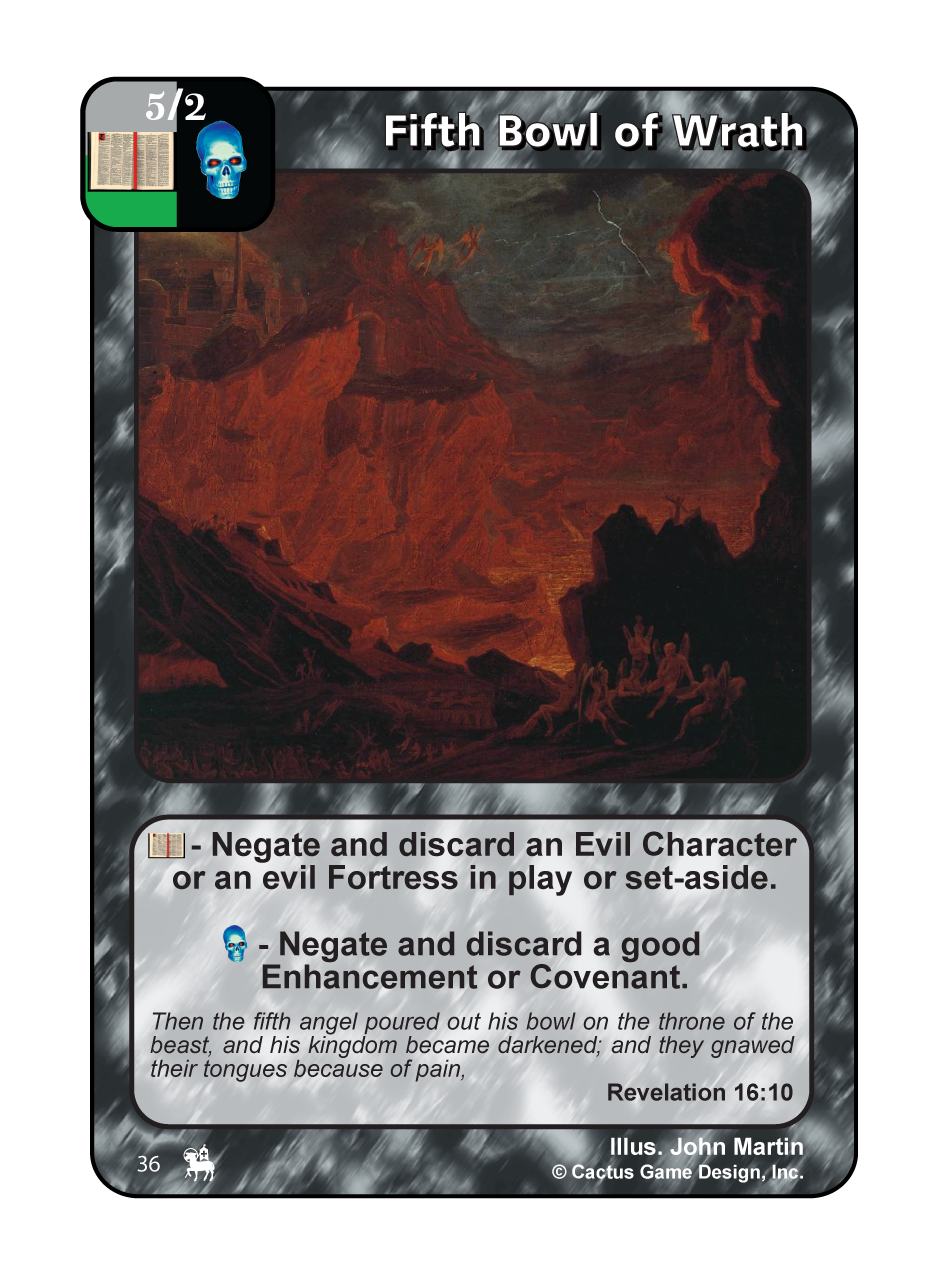 5/2
Fifth Bowl of Wrath
- Negate and discard an Evil Character
or an evil Fortress in play or set-aside.
- Negate and discard a good
Enhancement or Covenant.
Then the fifth angel poured out his bowl on the throne of the
beast, and his kingdom became darkened; and they gnawed
their tongues because of pain,
Revelation 16:10
Illus. John Martin
36
© Cactus Game Design, Inc.